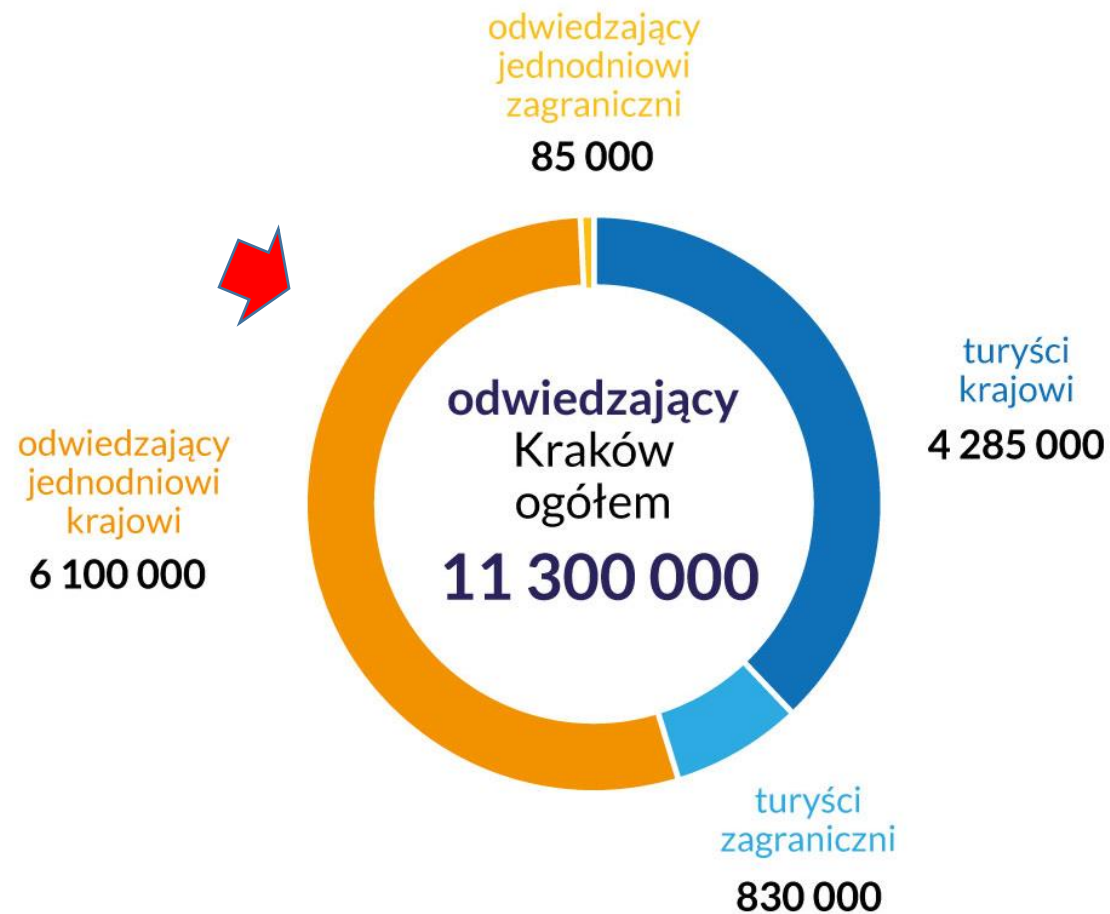 odwiedzający
jednodniowi
zagraniczni
85 000
turyści
krajowi
4 285 000
odwiedzający
Kraków
ogółem
11 300 000
odwiedzający
jednodniowi
krajowi
6 100 000
turyści
zagraniczni
830 000